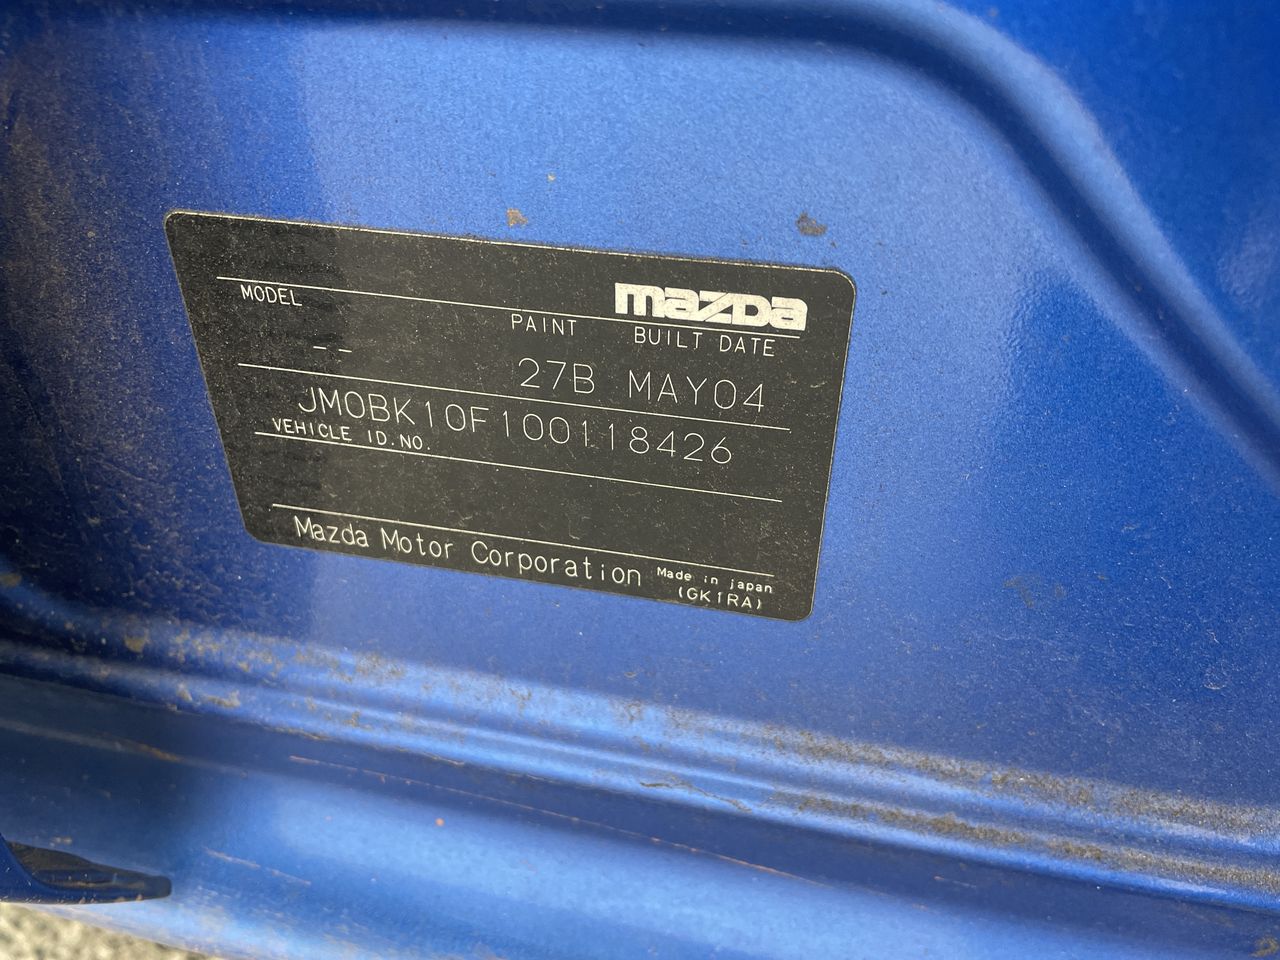 mazda
MODEL PAINT BUILT DATE
-- 27B MAY04
JM0BK10F100118426
VEHICLE ID.NO.
Mazda Motor Corporation Made in japan
(GK1RA)